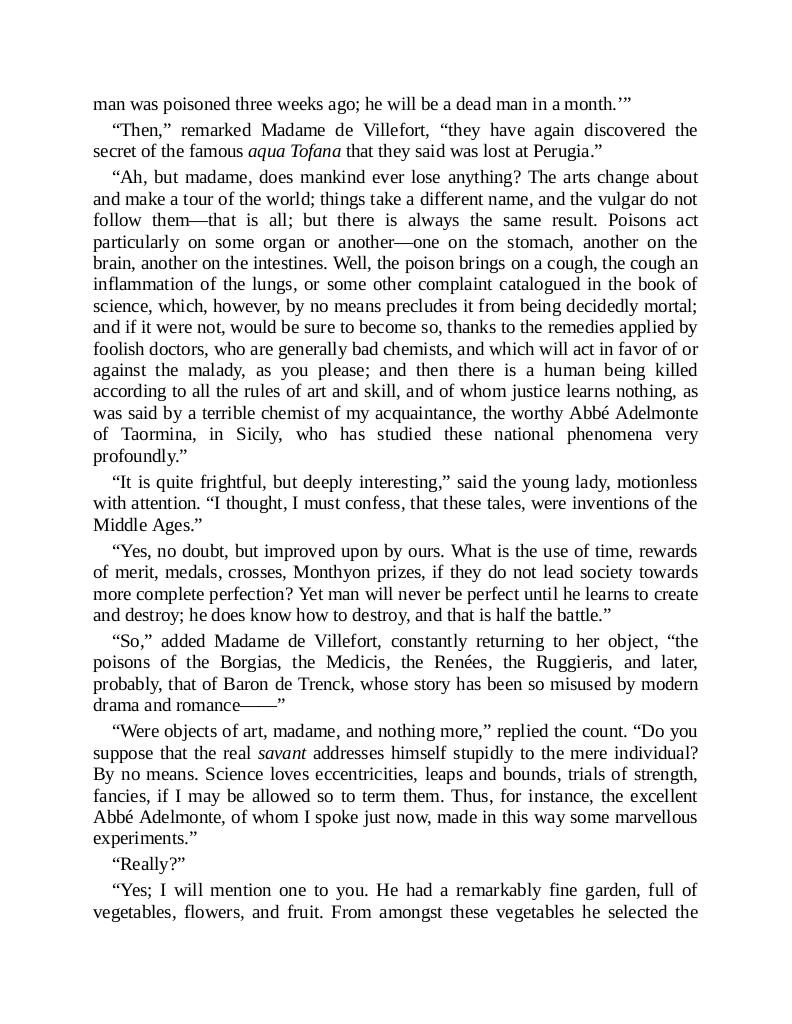 man was poisoned three weeks ago; he will be a dead man in a month.’”
“Then,” remarked Madame de Villefort, “they have again discovered the
secret of the famous aqua Tofana that they said was lost at Perugia.”
“Ah, but madame, does mankind ever lose anything? The arts change about
and make a tour of the world; things take a different name, and the vulgar do not
follow them—that is all; but there is always the same result. Poisons act
particularly on some organ or another—one on the stomach, another on the
brain, another on the intestines. Well, the poison brings on a cough, the cough an
inflammation of the lungs, or some other complaint catalogued in the book of
science, which, however, by no means precludes it from being decidedly mortal;
and if it were not, would be sure to become so, thanks to the remedies applied by
foolish doctors, who are generally bad chemists, and which will act in favor of or
against the malady, as you please; and then there is a human being killed
according to all the rules of art and skill, and of whom justice learns nothing, as
was said by a terrible chemist of my acquaintance, the worthy Abbé Adelmonte
of Taormina, in Sicily, who has studied these national phenomena very
profoundly.”
“It is quite frightful, but deeply interesting,” said the young lady, motionless
with attention. “I thought, I must confess, that these tales, were inventions of the
Middle Ages.”
“Yes, no doubt, but improved upon by ours. What is the use of time, rewards
of merit, medals, crosses, Monthyon prizes, if they do not lead society towards
more complete perfection? Yet man will never be perfect until he learns to create
and destroy; he does know how to destroy, and that is half the battle.”
“So,” added Madame de Villefort, constantly returning to her object, “the
poisons of the Borgias, the Medicis, the Renées, the Ruggieris, and later,
probably, that of Baron de Trenck, whose story has been so misused by modern
drama and romance——”
“Were objects of art, madame, and nothing more,” replied the count. “Do you
suppose that the real savant addresses himself stupidly to the mere individual?
By no means. Science loves eccentricities, leaps and bounds, trials of strength,
fancies, if I may be allowed so to term them. Thus, for instance, the excellent
Abbé Adelmonte, of whom I spoke just now, made in this way some marvellous
experiments.”
“Really?”
“Yes; I will mention one to you. He had a remarkably fine garden, full of
vegetables, flowers, and fruit. From amongst these vegetables he selected the